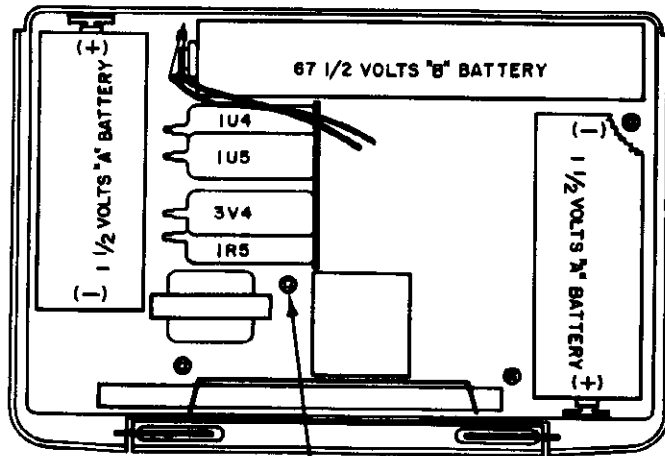 (+)
1 1/2 VOLTS "A" BATTERY
(-)
67 1/2 VOLTS "B" BATTERY
1U4
1U5
3V4
1R5
(-)
1 1/2 VOLTS "A" BATTERY
(+)